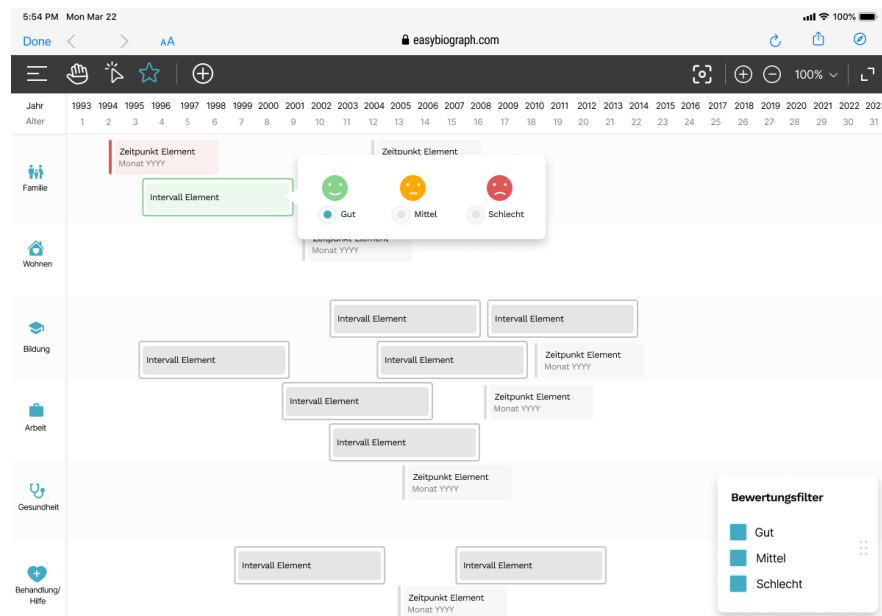 5:54 PM Mon Mar 22
100%
Done
AA
easybiograph.com
100%
Jahr 1993 1994 1995 1996 1997 1998 1999 2000 2001 2002 2003 2004 2005 2006 2007 2008 2009 2010 2011 2012 2013 2014 2015 2016 2017 2018 2019 2020 2021 2022
Alter 1 2 3 4 5 6 7 8 9 10 11 12 13 14 15 16 17 18 19 20 21 22 23 24 25 26 27 28 29 30 31
Zeitpunkt Element
Monat YYYY
Zeitpunkt Element
Familie
Intervall Element
Gut
Mittel
Schlecht
Zeitpunkt Element
Monat YYYY
Wohnen
Intervall Element
Intervall Element
Bildung
Intervall Element
Intervall Element
Zeitpunkt Element
Monat YYYY
Intervall Element
Zeitpunkt Element
Monat YYYY
Arbeit
Intervall Element
Zeitpunkt Element
Monat YYYY
Gesundheit
Bewertungsfilter
Gut
Mittel
Schlecht
Intervall Element
Intervall Element
Behandlung/
Hilfe
Zeitpunkt Element
Monat YYYY